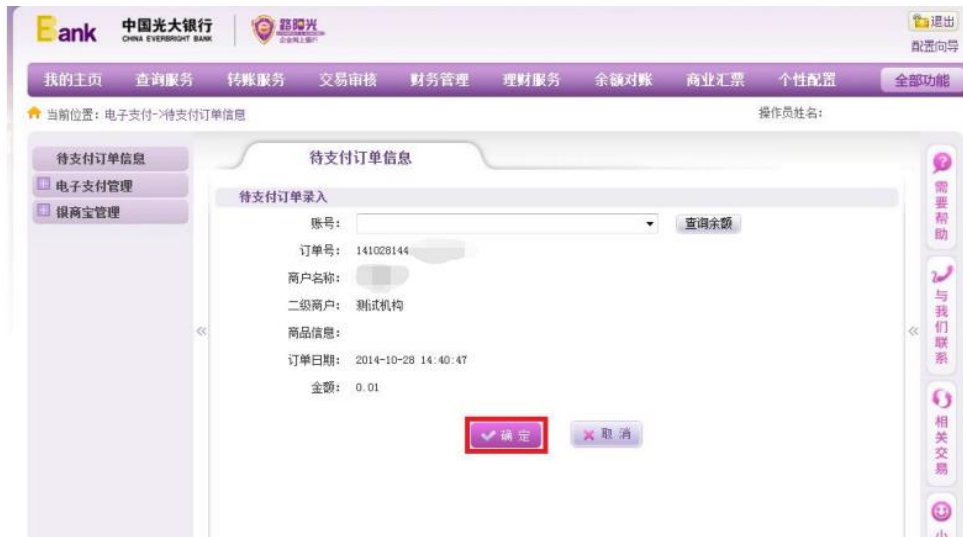 Bank 中国光大银行 CHINA EVERBRIGHT BANK 企业网上银行
退出
配置向导
我的主页 查询服务 转账服务 交易审核 财务管理 理财服务 余额对账 商业汇票 个性配置 全部功能
当前位置：电子支付->待支付订单信息 操作员姓名：
待支付订单信息
电子支付管理
银商宝管理
待支付订单信息
待支付订单录入
账号： 查询余额
订单号： 141028144
商户名称：
二级商户： 测试机构
商品信息：
订单日期： 2014-10-28 14:40:47
金额： 0.01
确定 取消
需要帮助
与我们联系
相关交易
小